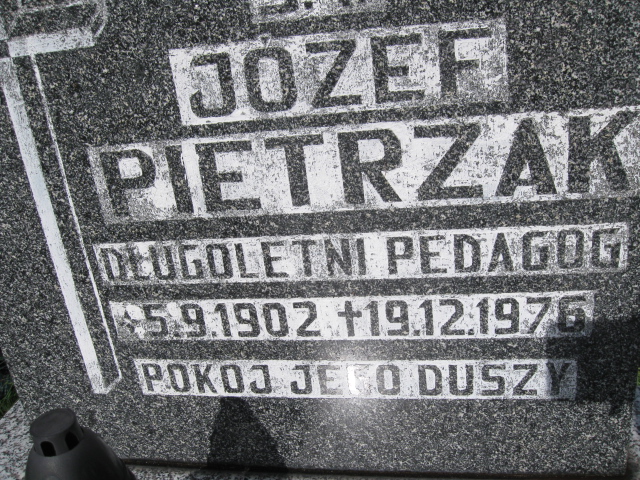 JÓZEF
PIETRZAK
DŁUGOLETNI PEDAGOG
*5.9.1902 †19.12.1976
POKÓJ JEGO DUSZY